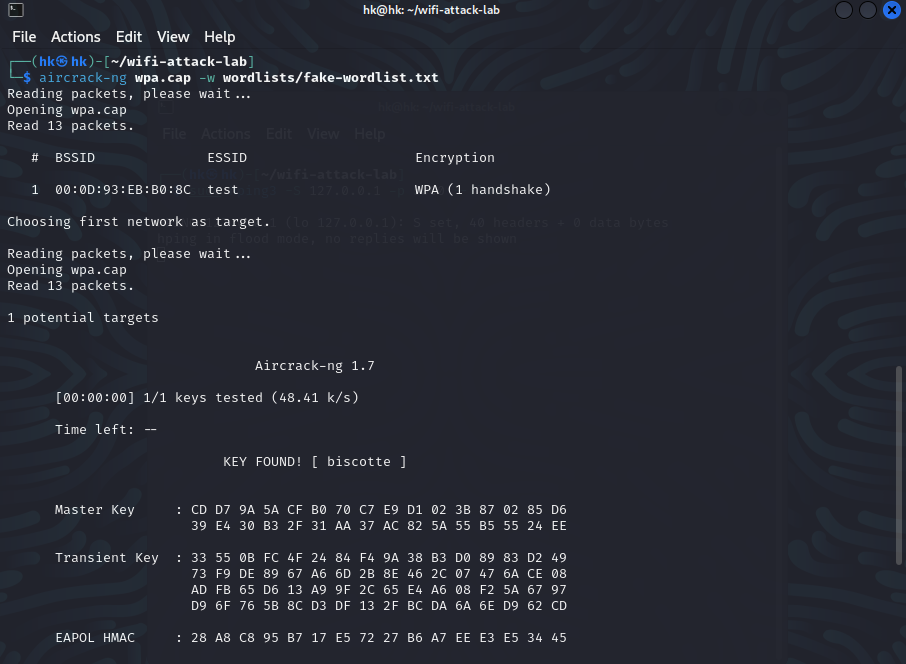 hk@hk: ~/wifi-attack-lab
File Actions Edit View Help
┌──(hk㉿hk)-[~/wifi-attack-lab]
└─$ aircrack-ng wpa.cap -w wordlists/fake-wordlist.txt
Reading packets, please wait...
Opening wpa.cap
Read 13 packets.
# BSSID ESSID Encryption
1 00:0D:93:EB:B0:8C test WPA (1 handshake)
Choosing first network as target.
Reading packets, please wait...
Opening wpa.cap
Read 13 packets.
1 potential targets
Aircrack-ng 1.7
[00:00:00] 1/1 keys tested (48.41 k/s)
Time left: --
KEY FOUND! [ biscotte ]
Master Key : CD D7 9A 5A CF B0 70 C7 E9 D1 02 3B 87 02 85 D6
39 E4 30 B3 2F 31 AA 37 AC 82 5A 55 B5 55 24 EE
Transient Key : 33 55 0B FC 4F 24 84 F4 9A 38 B3 D0 89 83 D2 49
73 F9 DE 89 67 A6 6D 2B 8E 46 2C 07 47 6A CE 08
AD FB 65 D6 13 A9 9F 2C 65 E4 A6 08 F2 5A 67 97
D9 6F 76 5B 8C D3 DF 13 2F BC DA 6A 6E D9 62 CD
EAPOL HMAC : 28 A8 C8 95 B7 17 E5 72 27 B6 A7 EE E3 E5 34 45